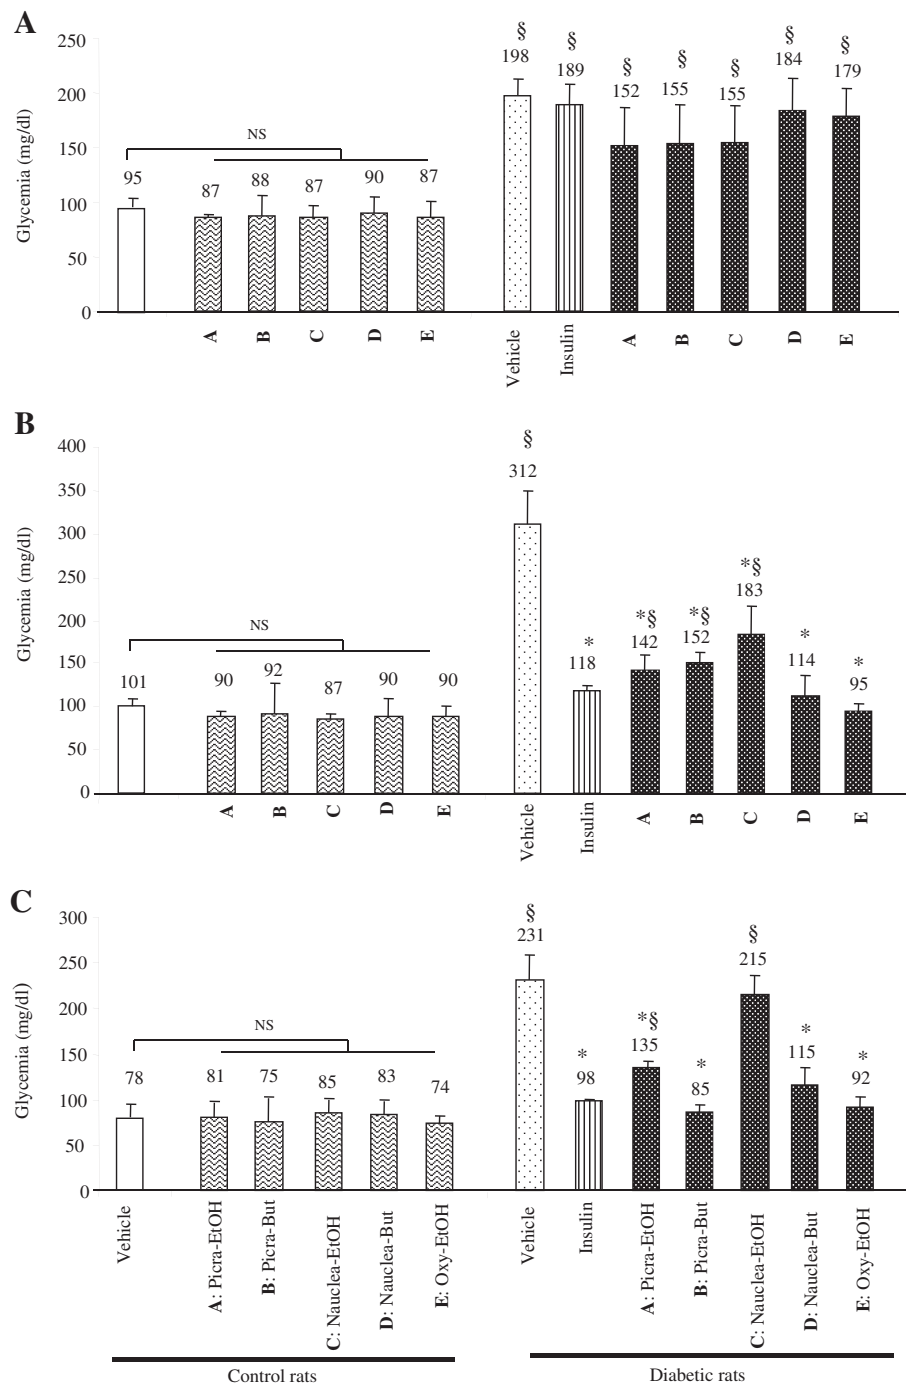 A
Glycemia (mg/dl)
250
200
150
100
50
0
NS
95
87
88
87
90
87
§
§
§
§
§
§
§
198
189
152
155
155
184
179
A
B
C
D
E
Vehicle
Insulin
A
B
C
D
E
B
Glycemia (mg/dl)
400
350
300
250
200
150
100
50
0
NS
101
90
92
87
90
90
§
312
*
118
*§
142
*§
152
*§
183
*
114
*
95
A
B
C
D
E
Vehicle
Insulin
A
B
C
D
E
C
Glycemia (mg/dl)
300
250
200
150
100
50
0
NS
78
81
75
85
83
74
§
231
*
98
*§
135
*
85
§
215
*
115
*
92
Vehicle
A: Picra-EtOH
B: Picra-But
C: Nauclea-EtOH
D: Nauclea-But
E: Oxy-EtOH
Vehicle
Insulin
A: Picra-EtOH
B: Picra-But
C: Nauclea-EtOH
D: Nauclea-But
E: Oxy-EtOH
Control rats
Diabetic rats